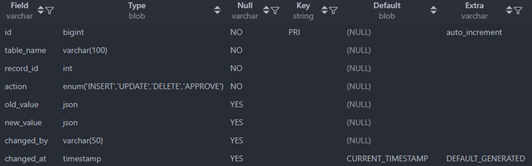 Field Type Null Key Default Extra
varchar blob varchar string blob varchar
id bigint NO PRI (NULL) auto_increment
table_name varchar(100) NO (NULL)
record_id int NO (NULL)
action enum('INSERT','UPDATE','DELETE','APPROVE') NO (NULL)
old_value json YES (NULL)
new_value json YES (NULL)
changed_by varchar(50) YES (NULL)
changed_at timestamp YES CURRENT_TIMESTAMP DEFAULT_GENERATED